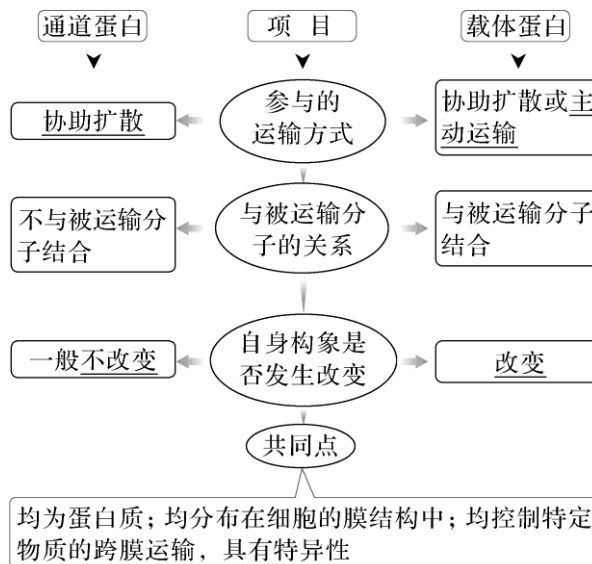 通道蛋白 项 目 载体蛋白
协助扩散
参与的
运输方式
协助扩散或主
动运输
不与被运输分
子结合
与被运输分
子的关系
与被运输分子
结合
一般不改变
自身构象是
否发生改变
改变
共同点
均为蛋白质；均分布在细胞的膜结构中；均控制特定
物质的跨膜运输，具有特异性